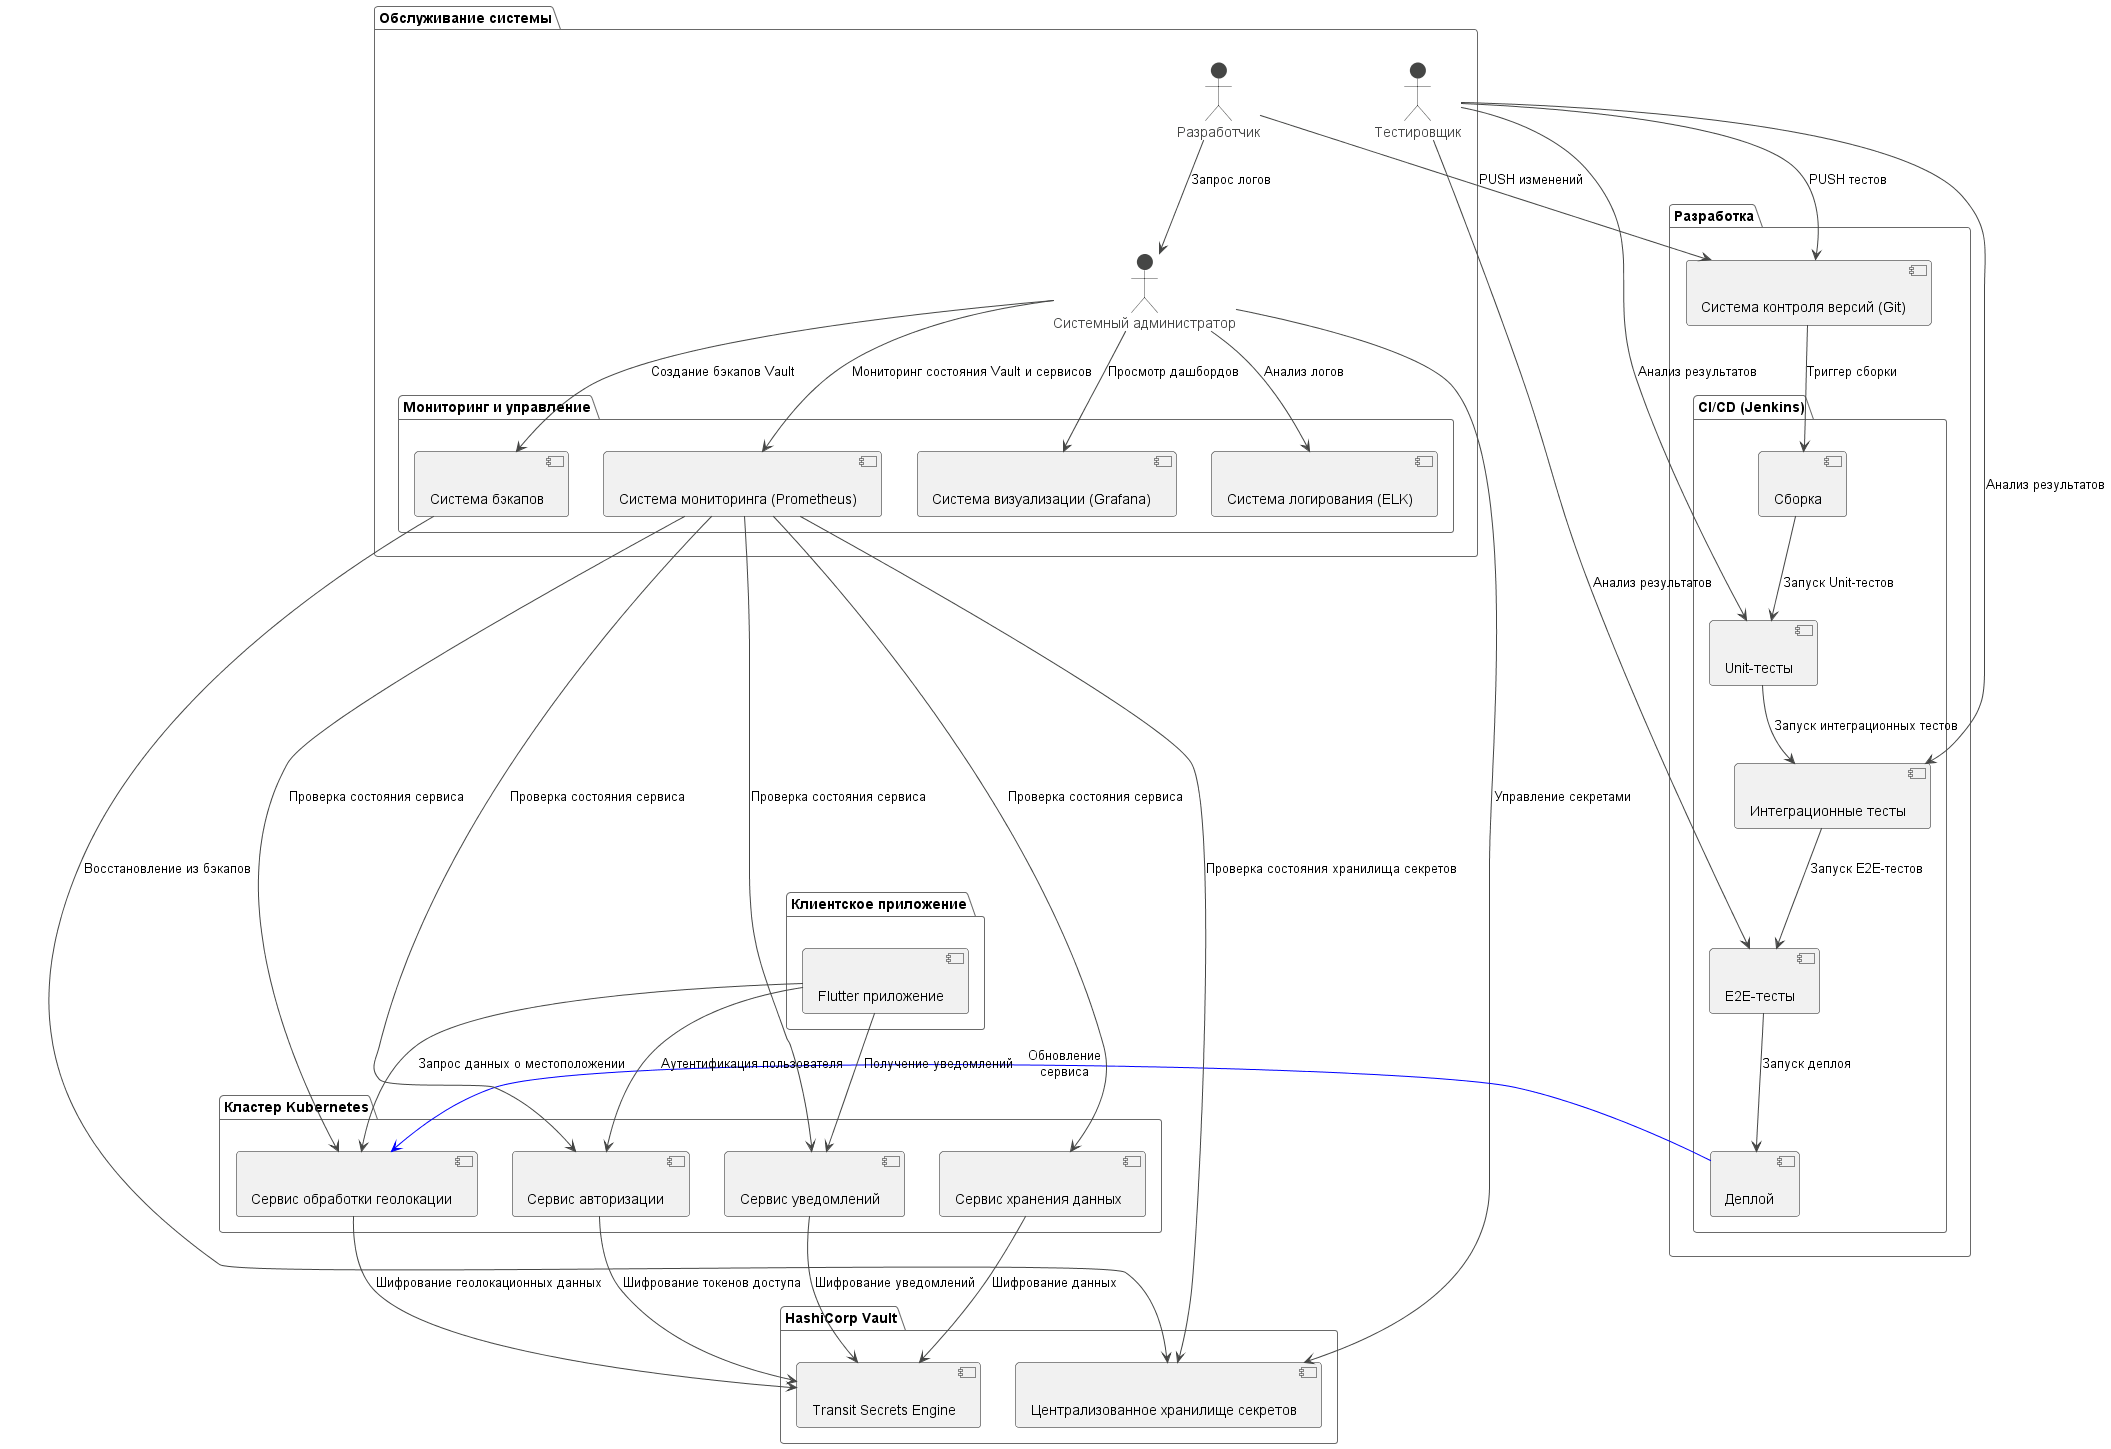 Обслуживание системы
Разработчик
Тестировщик
Запрос логов
PUSH изменений
PUSH тестов
Разработка
Системный администратор
Система контроля версий (Git)
Создание бэкапов Vault
Мониторинг состояния Vault и сервисов
Просмотр дашбордов
Анализ логов
Анализ результатов
Триггер сборки
Мониторинг и управление
CI/CD (Jenkins)
Система бэкапов
Система мониторинга (Prometheus)
Система визуализации (Grafana)
Система логирования (ELK)
Сборка
Анализ результатов
Анализ результатов
Запуск Unit-тестов
Unit-тесты
Запуск интеграционных тестов
Проверка состояния сервиса
Проверка состояния сервиса
Проверка состояния сервиса
Проверка состояния сервиса
Управление секретами
Интеграционные тесты
Восстановление из бэкапов
Проверка состояния хранилища секретов
Запуск E2E-тестов
Клиентское приложение
Flutter приложение
E2E-тесты
Запрос данных о местоположении
Аутентификация пользователя
Получение уведомлений
Обновление
сервиса
Запуск деплоя
Кластер Kubernetes
Сервис обработки геолокации
Сервис авторизации
Сервис уведомлений
Сервис хранения данных
Деплой
Шифрование геолокационных данных
Шифрование токенов доступа
Шифрование уведомлений
Шифрование данных
HashiCorp Vault
Transit Secrets Engine
Централизованное хранилище секретов